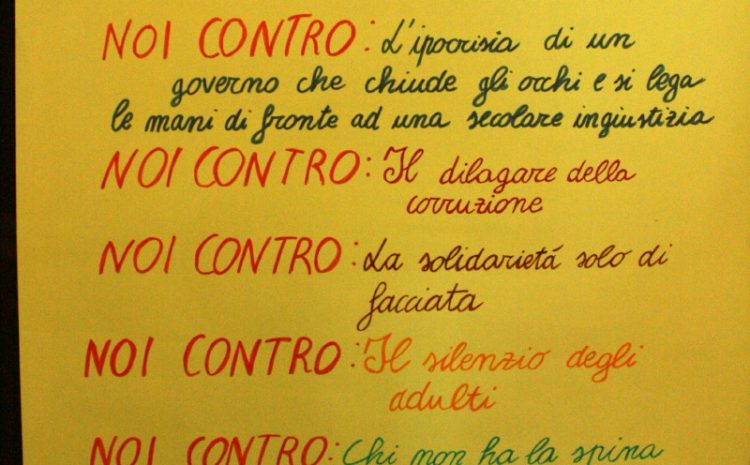 NOI CONTRO: L'ipocrisia di un
governo che chiude gli occhi e si lega
le mani di fronte ad una secolare ingiustizia
NOI CONTRO: Il dilagare della
corruzione
NOI CONTRO: La solidarietá solo di
facciata
NOI CONTRO: Il silenzio degli
adulti
NOI CONTRO: Chi non ha la spina